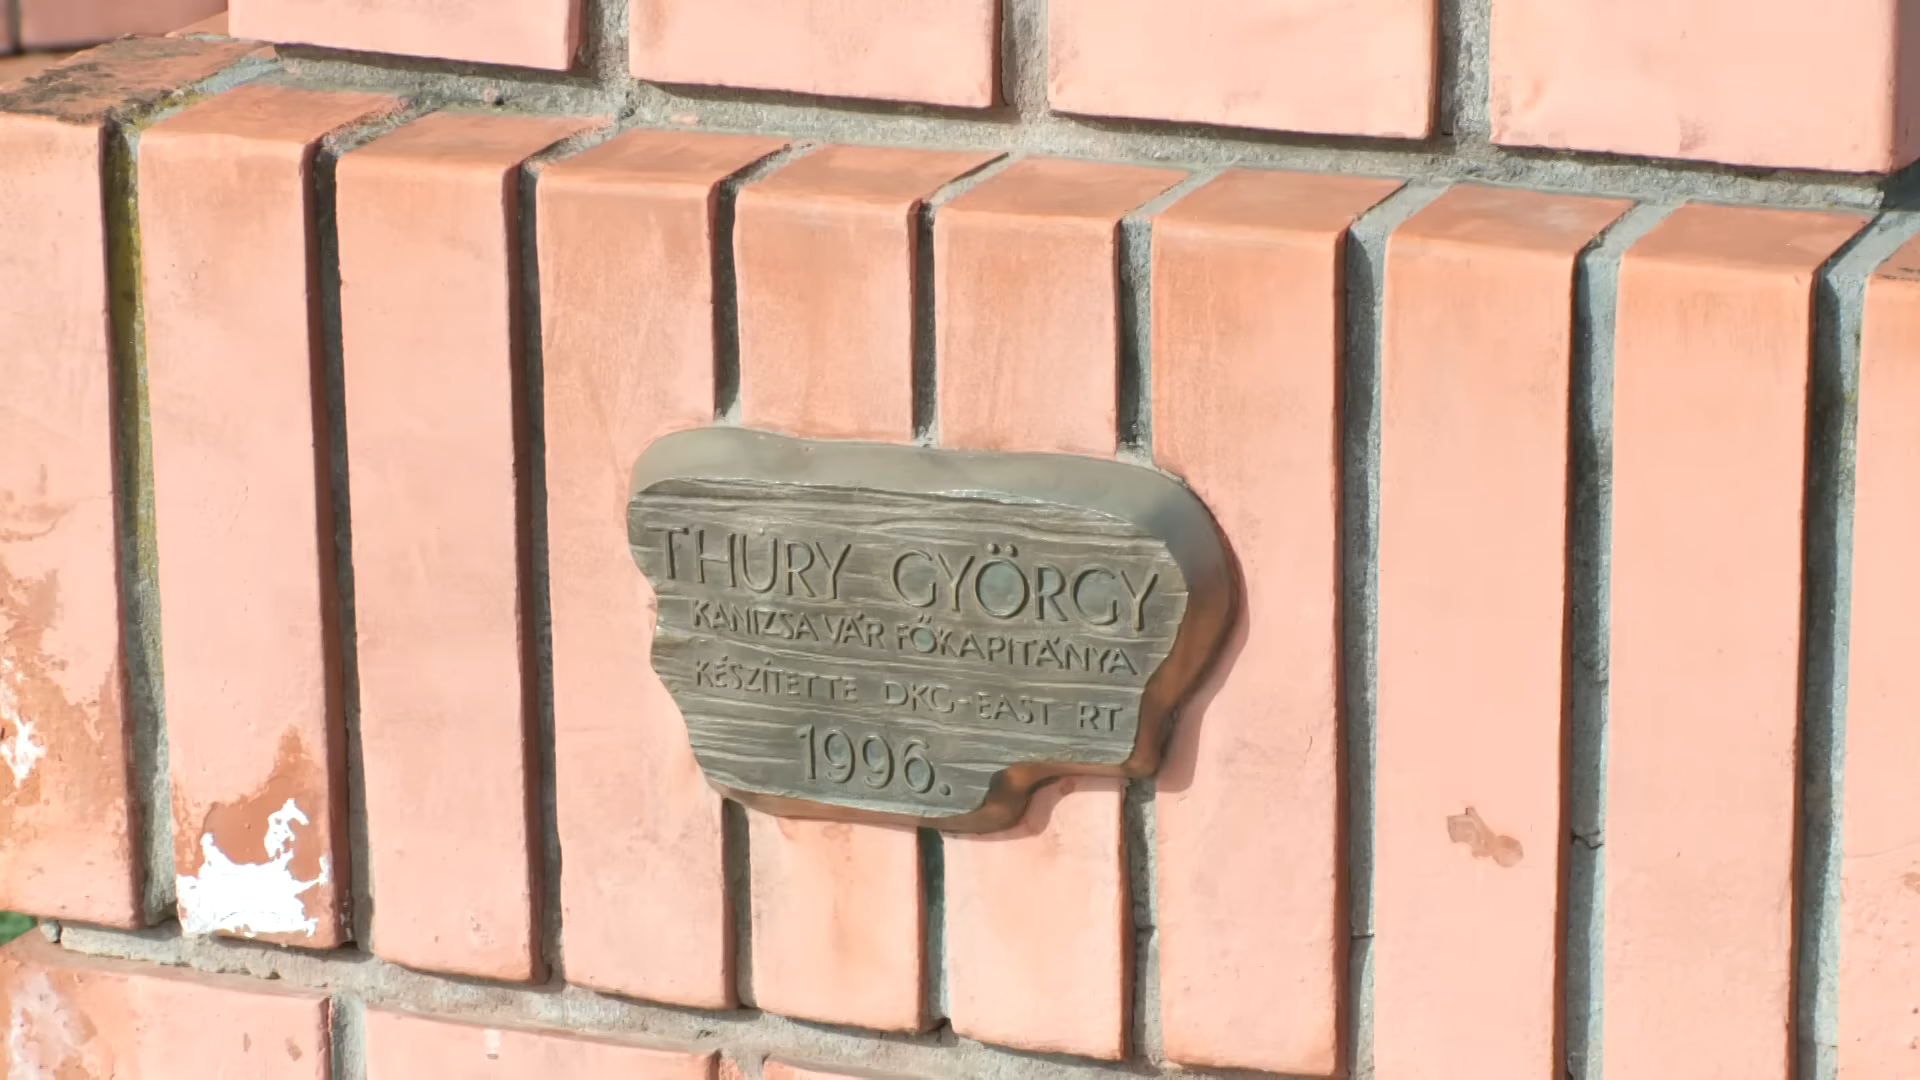 THÚRY GYÖRGY
KANIZSA VÁR FŐKAPITÁNYA
KÉSZÍTETTE DKG-EAST RT
1996.